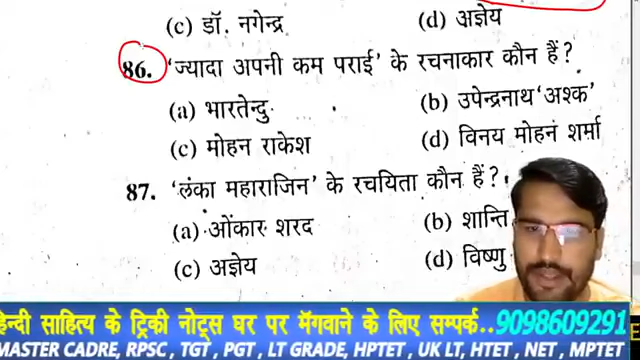 (c) डॉ. नगेन्द्र (d) अज्ञेय
86. 'ज्यादा अपनी कम पराई' के रचनाकार कौन हैं?
(a) भारतेन्दु (b) उपेन्द्रनाथ 'अश्क'
(c) मोहन राकेश (d) विनय मोहन शर्मा
87. 'लंका महाराजिन' के रचयिता कौन हैं?
(a) ओंकार शरद (b) शान्ति
(c) अज्ञेय (d) विष्णु
हिन्दी साहित्य के ट्रिकी नोट्स घर पर मँगवाने के लिए सम्पर्क..9098609291
MASTER CADRE, RPSC, TGT, PGT, LT GRADE, HPTET, UK LT, HTET, NET, MPTET